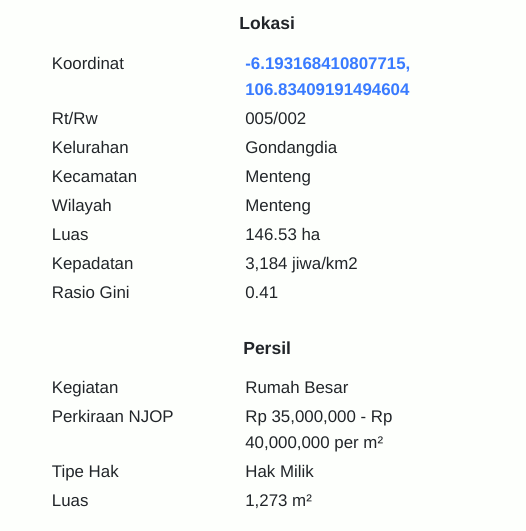 Lokasi
Koordinat -6.193168410807715,
106.83409191494604
Rt/Rw 005/002
Kelurahan Gondangdia
Kecamatan Menteng
Wilayah Menteng
Luas 146.53 ha
Kepadatan 3,184 jiwa/km2
Rasio Gini 0.41
Persil
Kegiatan Rumah Besar
Perkiraan NJOP Rp 35,000,000 - Rp
40,000,000 per m²
Tipe Hak Hak Milik
Luas 1,273 m²